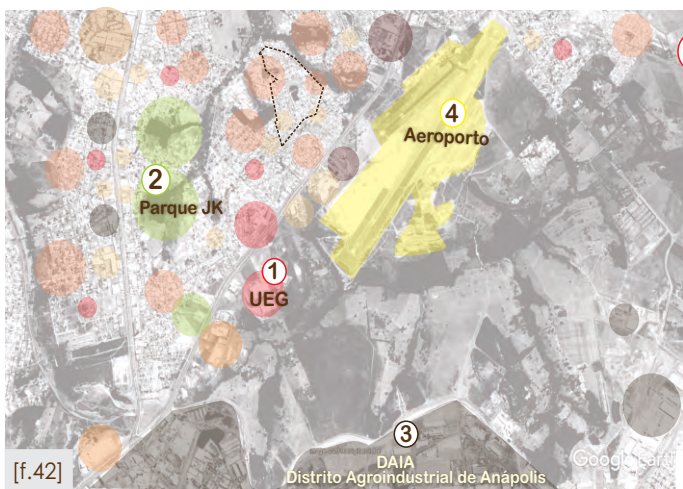 4
Aeroporto
2
Parque JK
1
UEG
3
DAIA
Distrito Agroindustrial de Anápolis
Google Earth
[f.42]